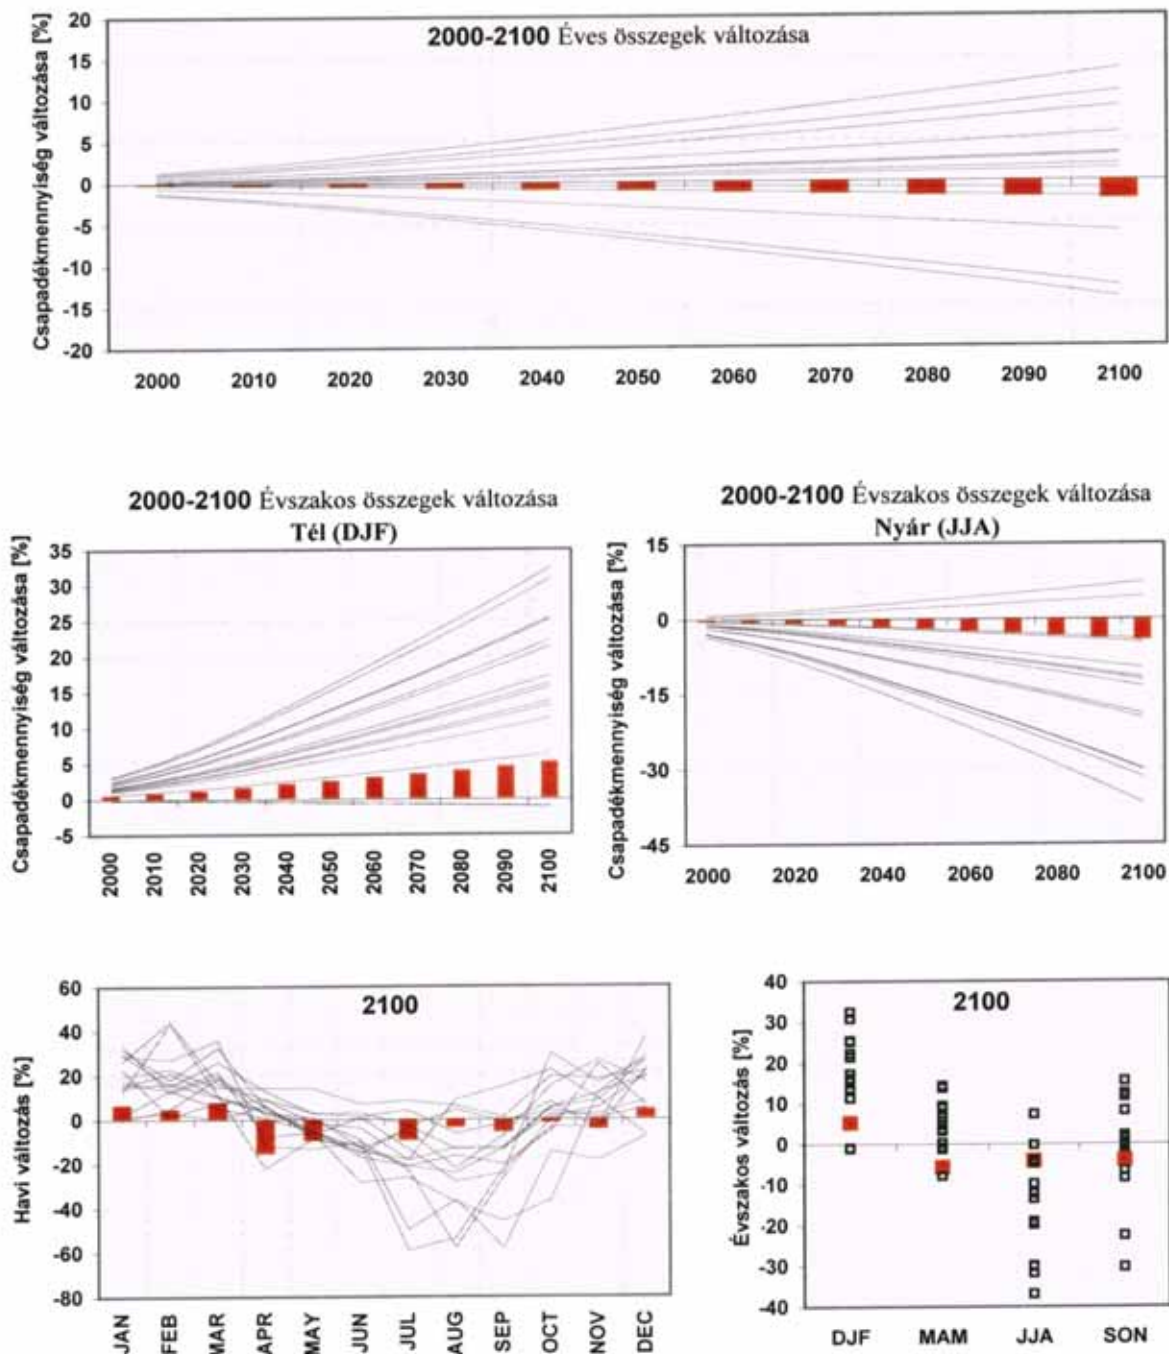 2000-2100 Éves összegek változása
Csapadékmennyiség változása [%]
20
15
10
5
0
-5
-10
-15
-20
2000 2010 2020 2030 2040 2050 2060 2070 2080 2090 2100
2000-2100 Évszakos összegek változása
Tél (DJF)
Csapadékmennyiség változása [%]
35
30
25
20
15
10
5
0
-5
2000 2010 2020 2030 2040 2050 2060 2070 2080 2090 2100
2000-2100 Évszakos összegek változása
Nyár (JJA)
Csapadékmennyiség változása [%]
15
0
-15
-30
-45
2000 2020 2040 2060 2080 2100
2100
Havi változás [%]
60
40
20
0
-20
-40
-60
-80
JAN FEB MAR APR MAY JUN JUL AUG SEP OCT NOV DEC
2100
Évszakos változás [%]
40
30
20
10
0
-10
-20
-30
-40
DJF MAM JJA SON